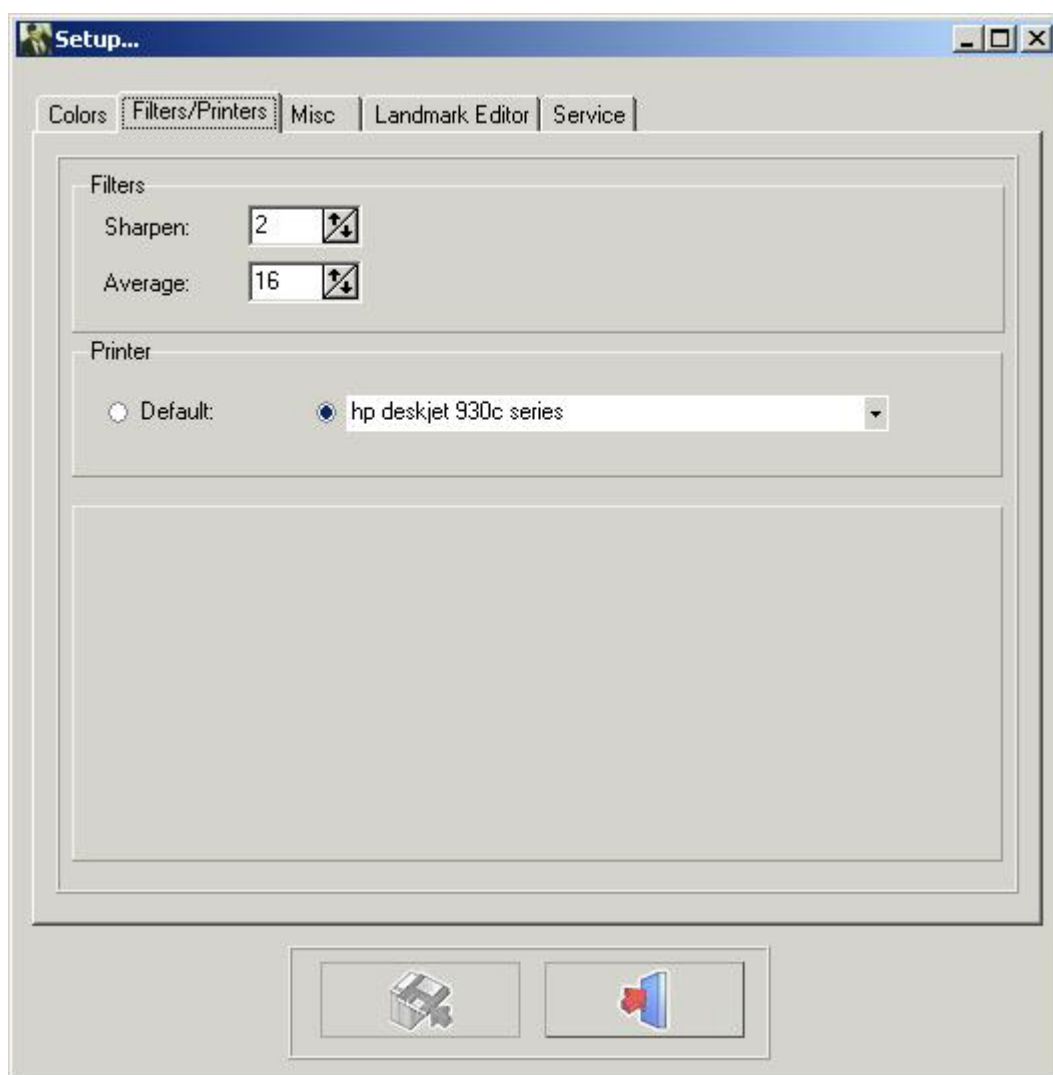 Setup...
Colors Filters/Printers Misc Landmark Editor Service
Filters
Sharpen: 2
Average: 16
Printer
Default: hp deskjet 930c series